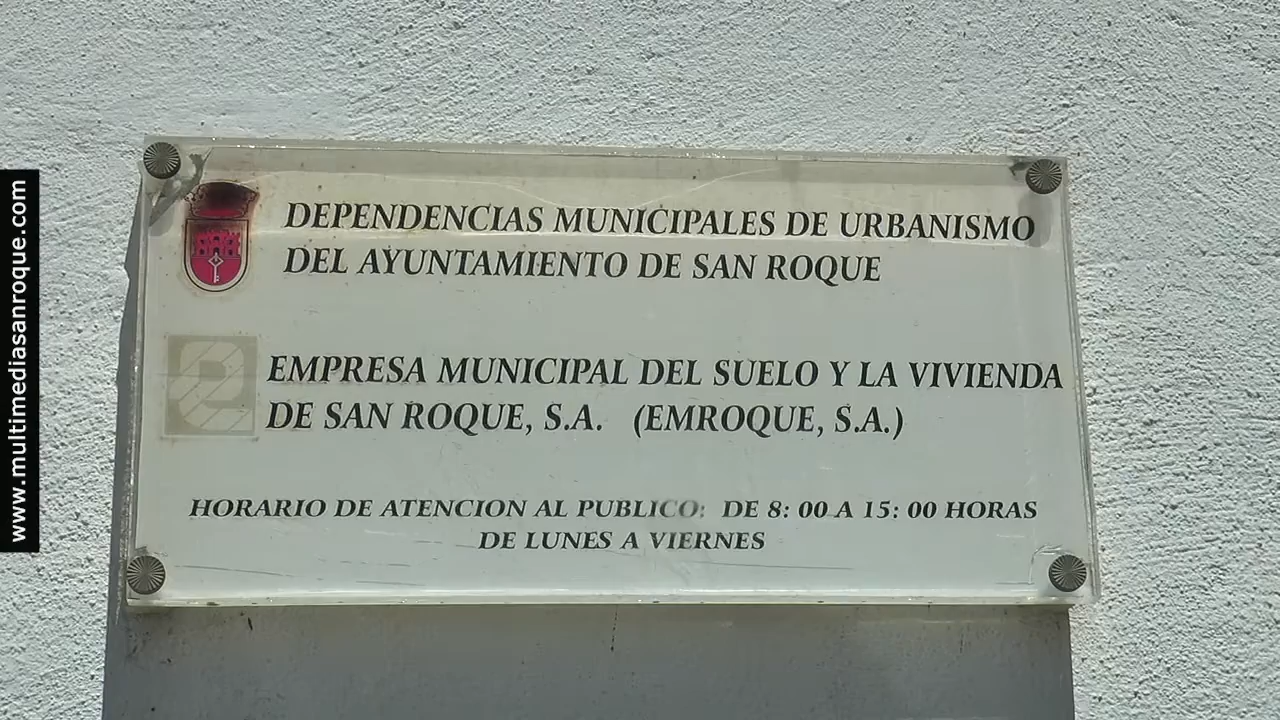 DEPENDENCIAS MUNICIPALES DE URBANISMO
DEL AYUNTAMIENTO DE SAN ROQUE
EMPRESA MUNICIPAL DEL SUELO Y LA VIVIENDA
DE SAN ROQUE, S.A. (EMROQUE, S.A.)
HORARIO DE ATENCION AL PUBLICO: DE 8: 00 A 15: 00 HORAS
DE LUNES A VIERNES
www.multimediasanroque.com